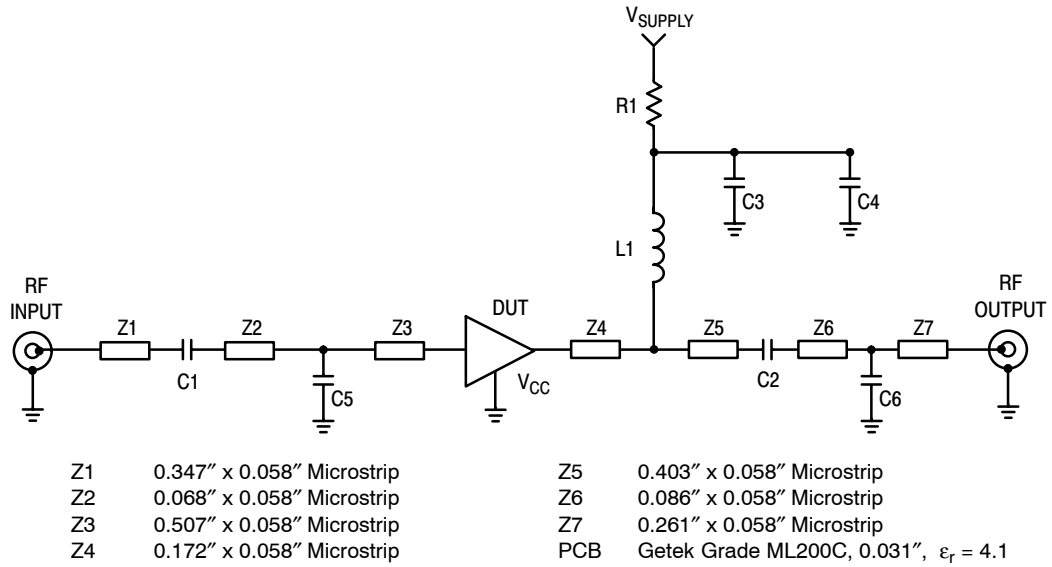 V_SUPPLY
R1
C3
C4
L1
RF
INPUT
RF
OUTPUT
DUT
Z1
Z2
Z3
Z4
Z5
Z6
Z7
C1
C5
V_CC
C2
C6
Z1 0.347″ x 0.058″ Microstrip
Z2 0.068″ x 0.058″ Microstrip
Z3 0.507″ x 0.058″ Microstrip
Z4 0.172″ x 0.058″ Microstrip
Z5 0.403″ x 0.058″ Microstrip
Z6 0.086″ x 0.058″ Microstrip
Z7 0.261″ x 0.058″ Microstrip
PCB Getek Grade ML200C, 0.031″, εr = 4.1